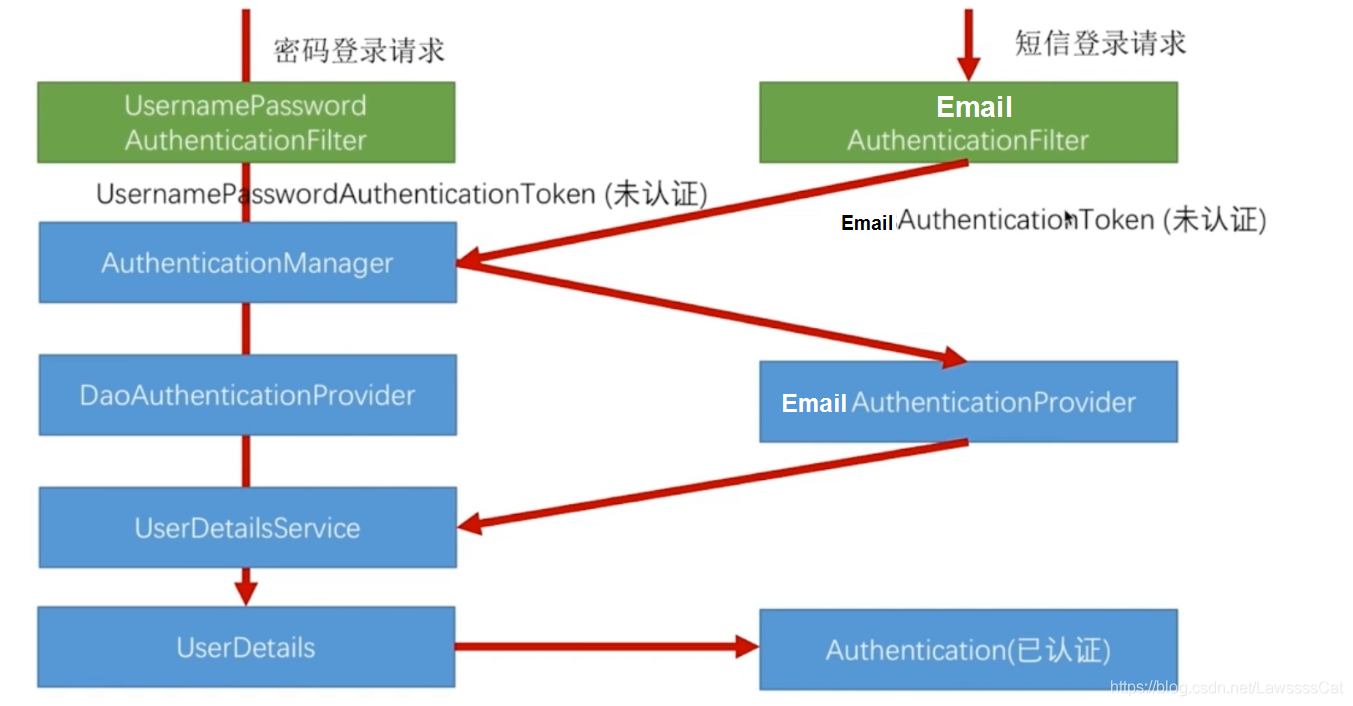 密码登录请求
短信登录请求
UsernamePassword
AuthenticationFilter
Email
AuthenticationFilter
UsernamePasswordAuthenticationToken (未认证)
Email AuthenticationToken (未认证)
AuthenticationManager
DaoAuthenticationProvider
Email AuthenticationProvider
UserDetailsService
UserDetails
Authentication(已认证)
https://blog.csdn.net/LawssssCat